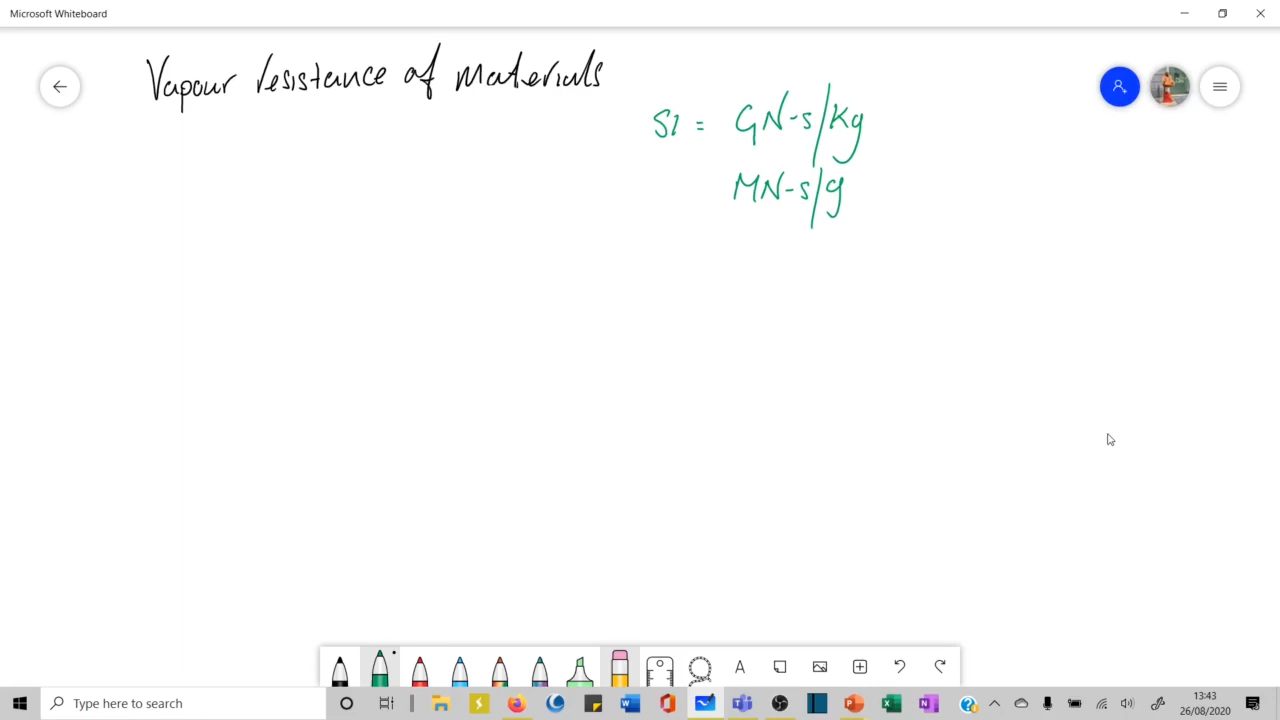 Microsoft Whiteboard
Vapour resistance of materials
SI = GN-s/Kg
MN-s/g
A
Type here to search
13:43
26/08/2020